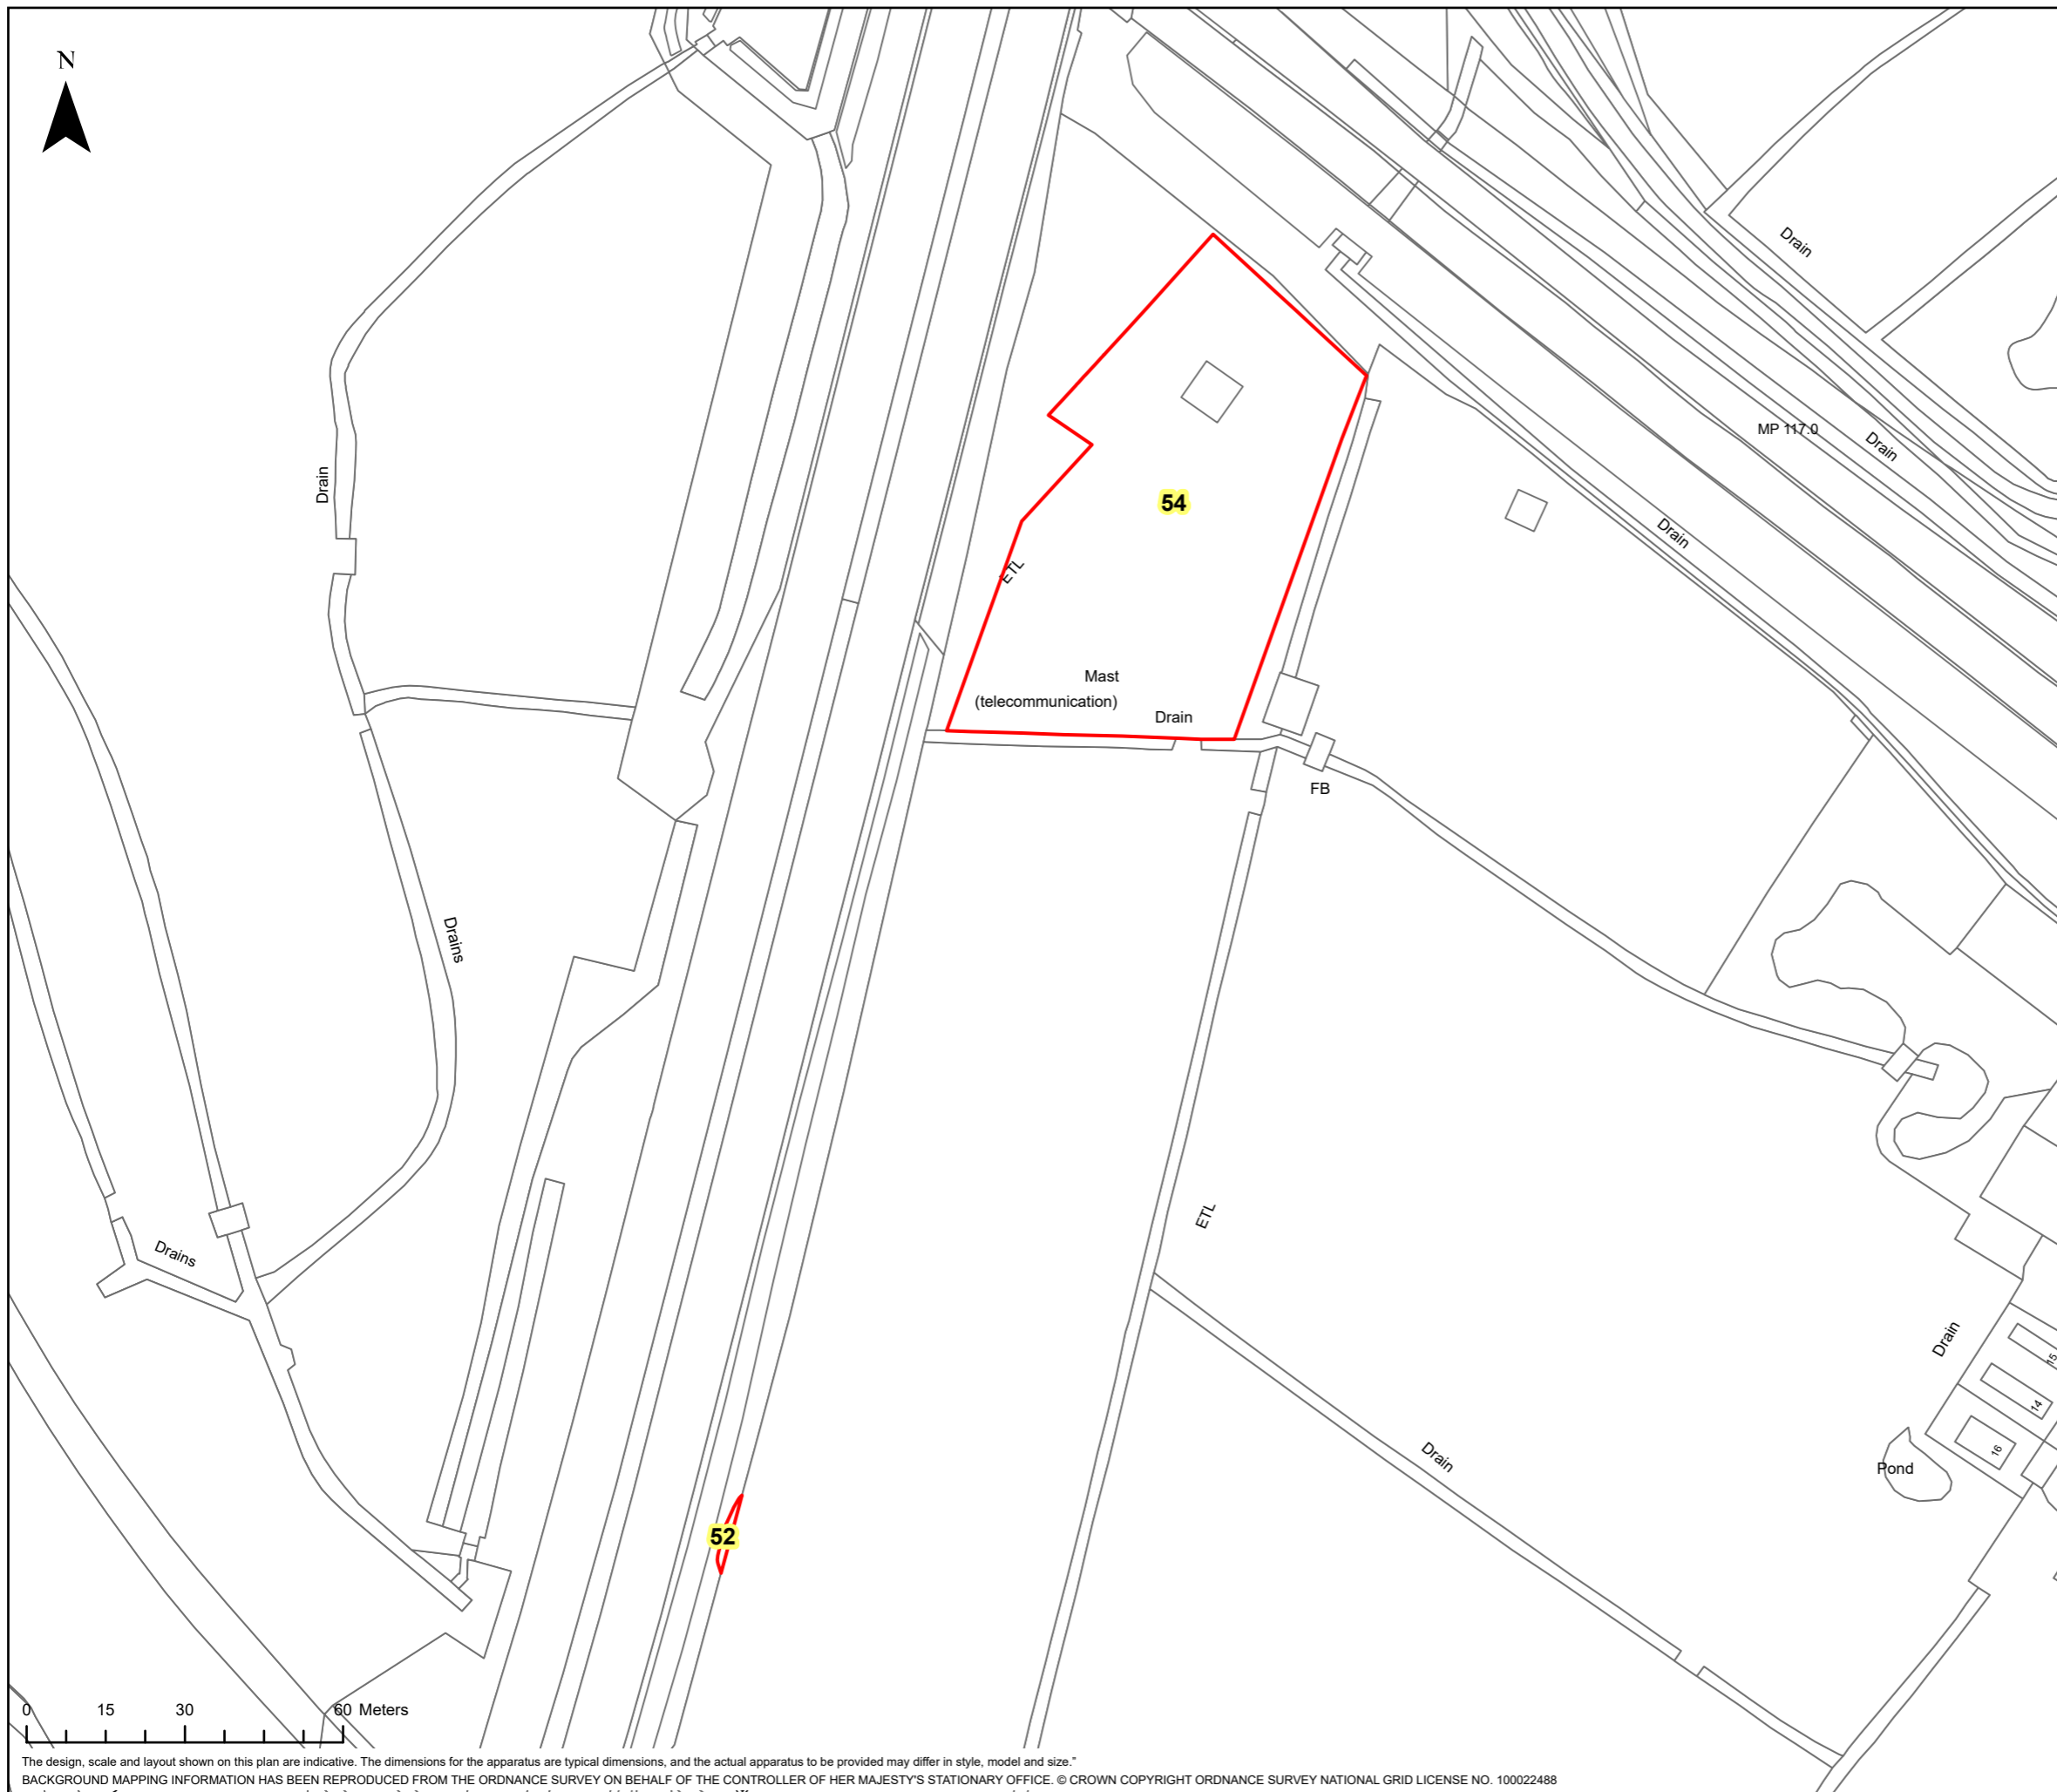 N
Drain
Drain
MP 117.0
Drain
Drain
54
ETL
Mast
(telecommunication)
Drain
FB
Drains
ETL
Drains
Drain
15
14
16
Drain
Pond
52
0 15 30 60 Meters
The design, scale and layout shown on this plan are indicative. The dimensions for the apparatus are typical dimensions, and the actual apparatus to be provided may differ in style, model and size."
BACKGROUND MAPPING INFORMATION HAS BEEN REPRODUCED FROM THE ORDNANCE SURVEY ON BEHALF OF THE CONTROLLER OF HER MAJESTY'S STATIONARY OFFICE. © CROWN COPYRIGHT ORDNANCE SURVEY NATIONAL GRID LICENSE NO. 100022488